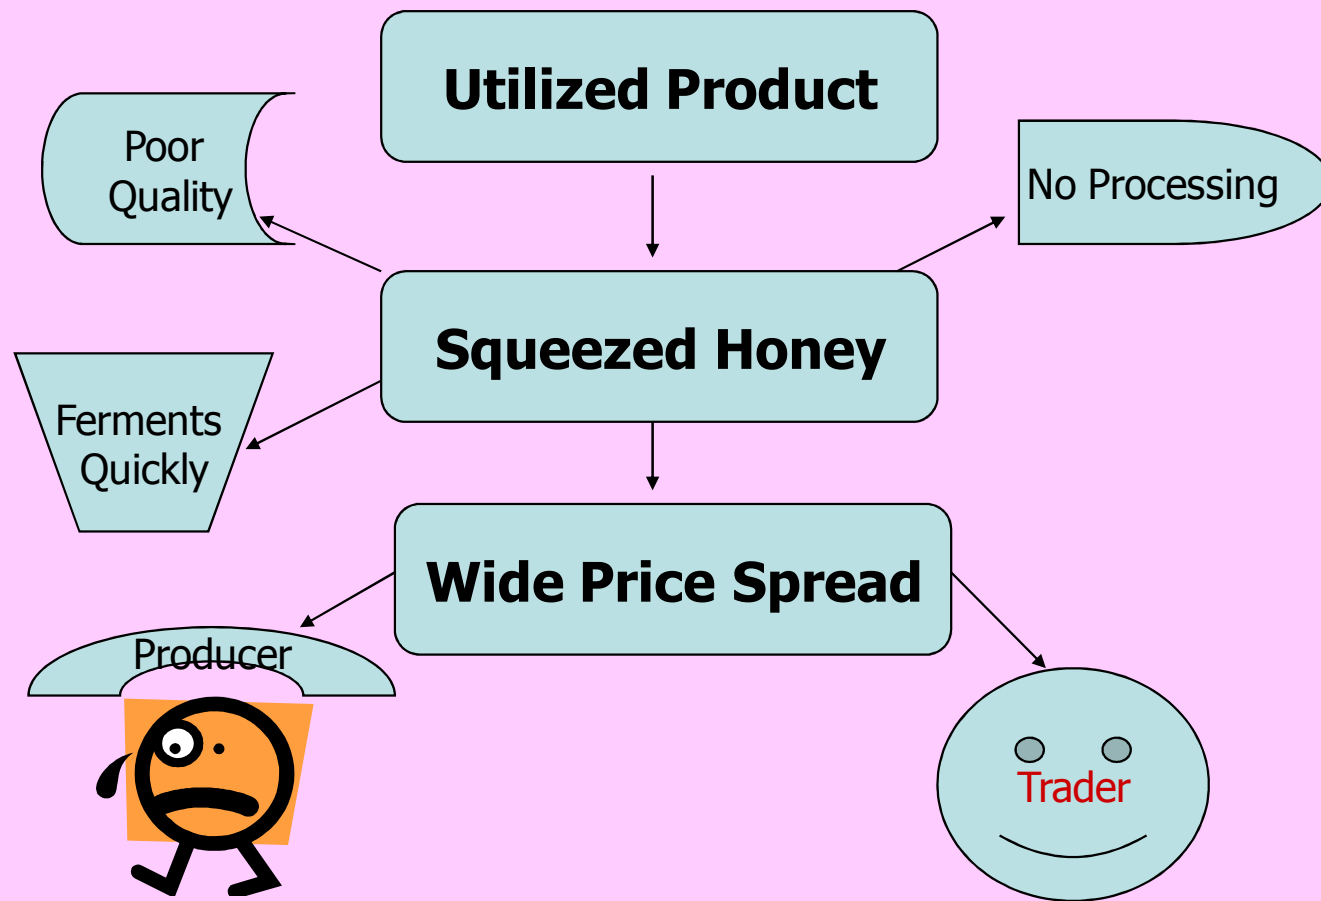 Utilized Product
Poor
Quality
No Processing
Squeezed Honey
Ferments
Quickly
Wide Price Spread
Producer
Trader